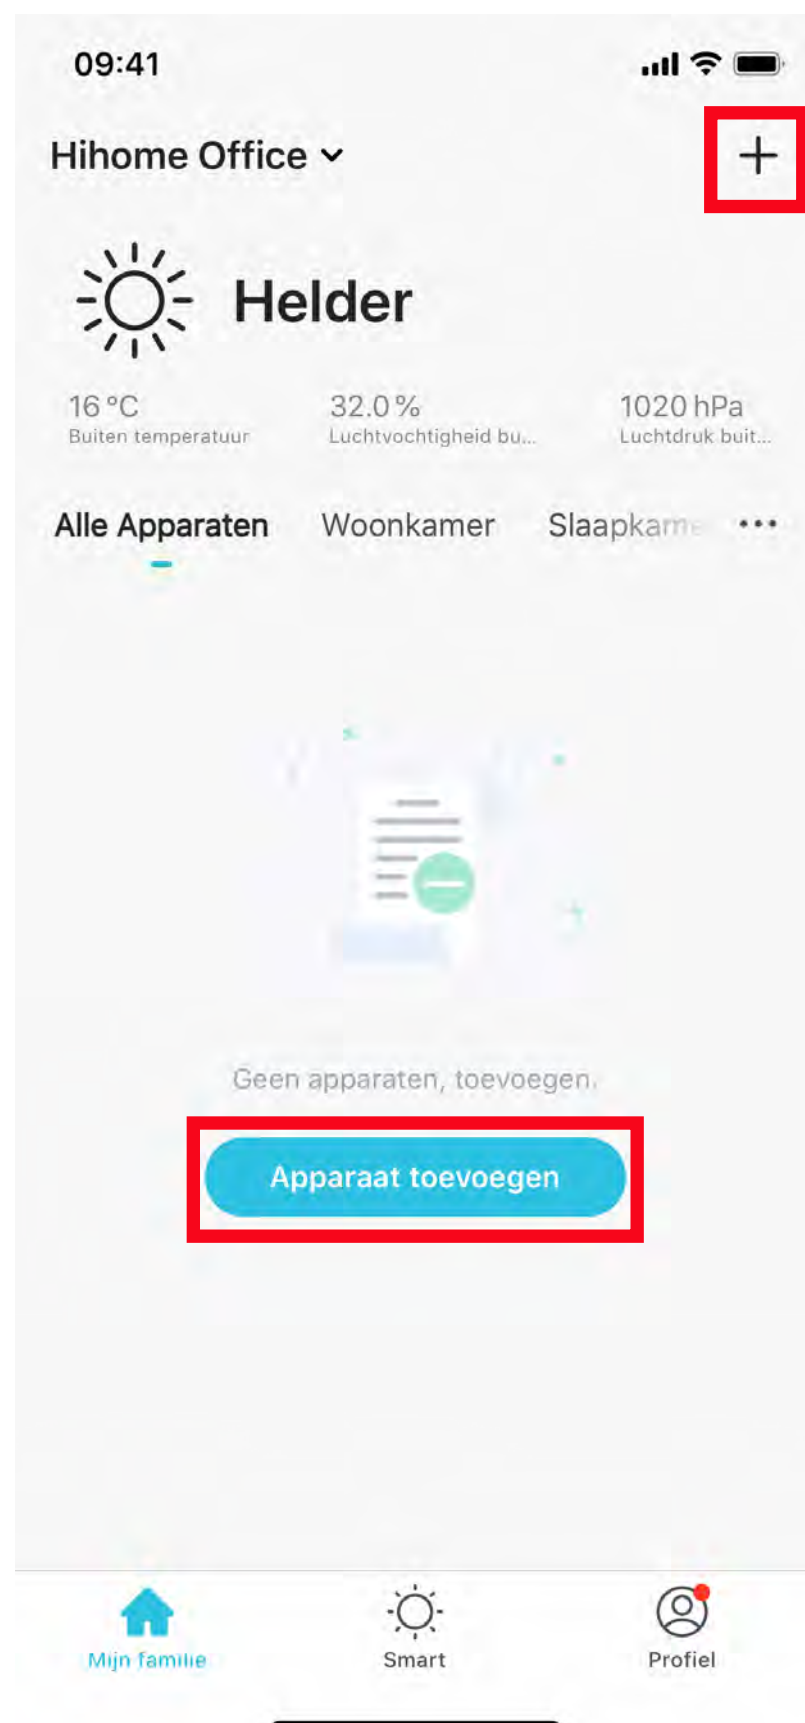 09:41
Hihome Office
Helder
16 °C
32.0 %
1020 hPa
Buiten temperatuur
Luchtvochtigheid bu...
Luchtdruk buit...
Alle Apparaten
Woonkamer
Slaapkame
Geen apparaten, toevoegen.
Apparaat toevoegen
Mijn familie
Smart
Profiel